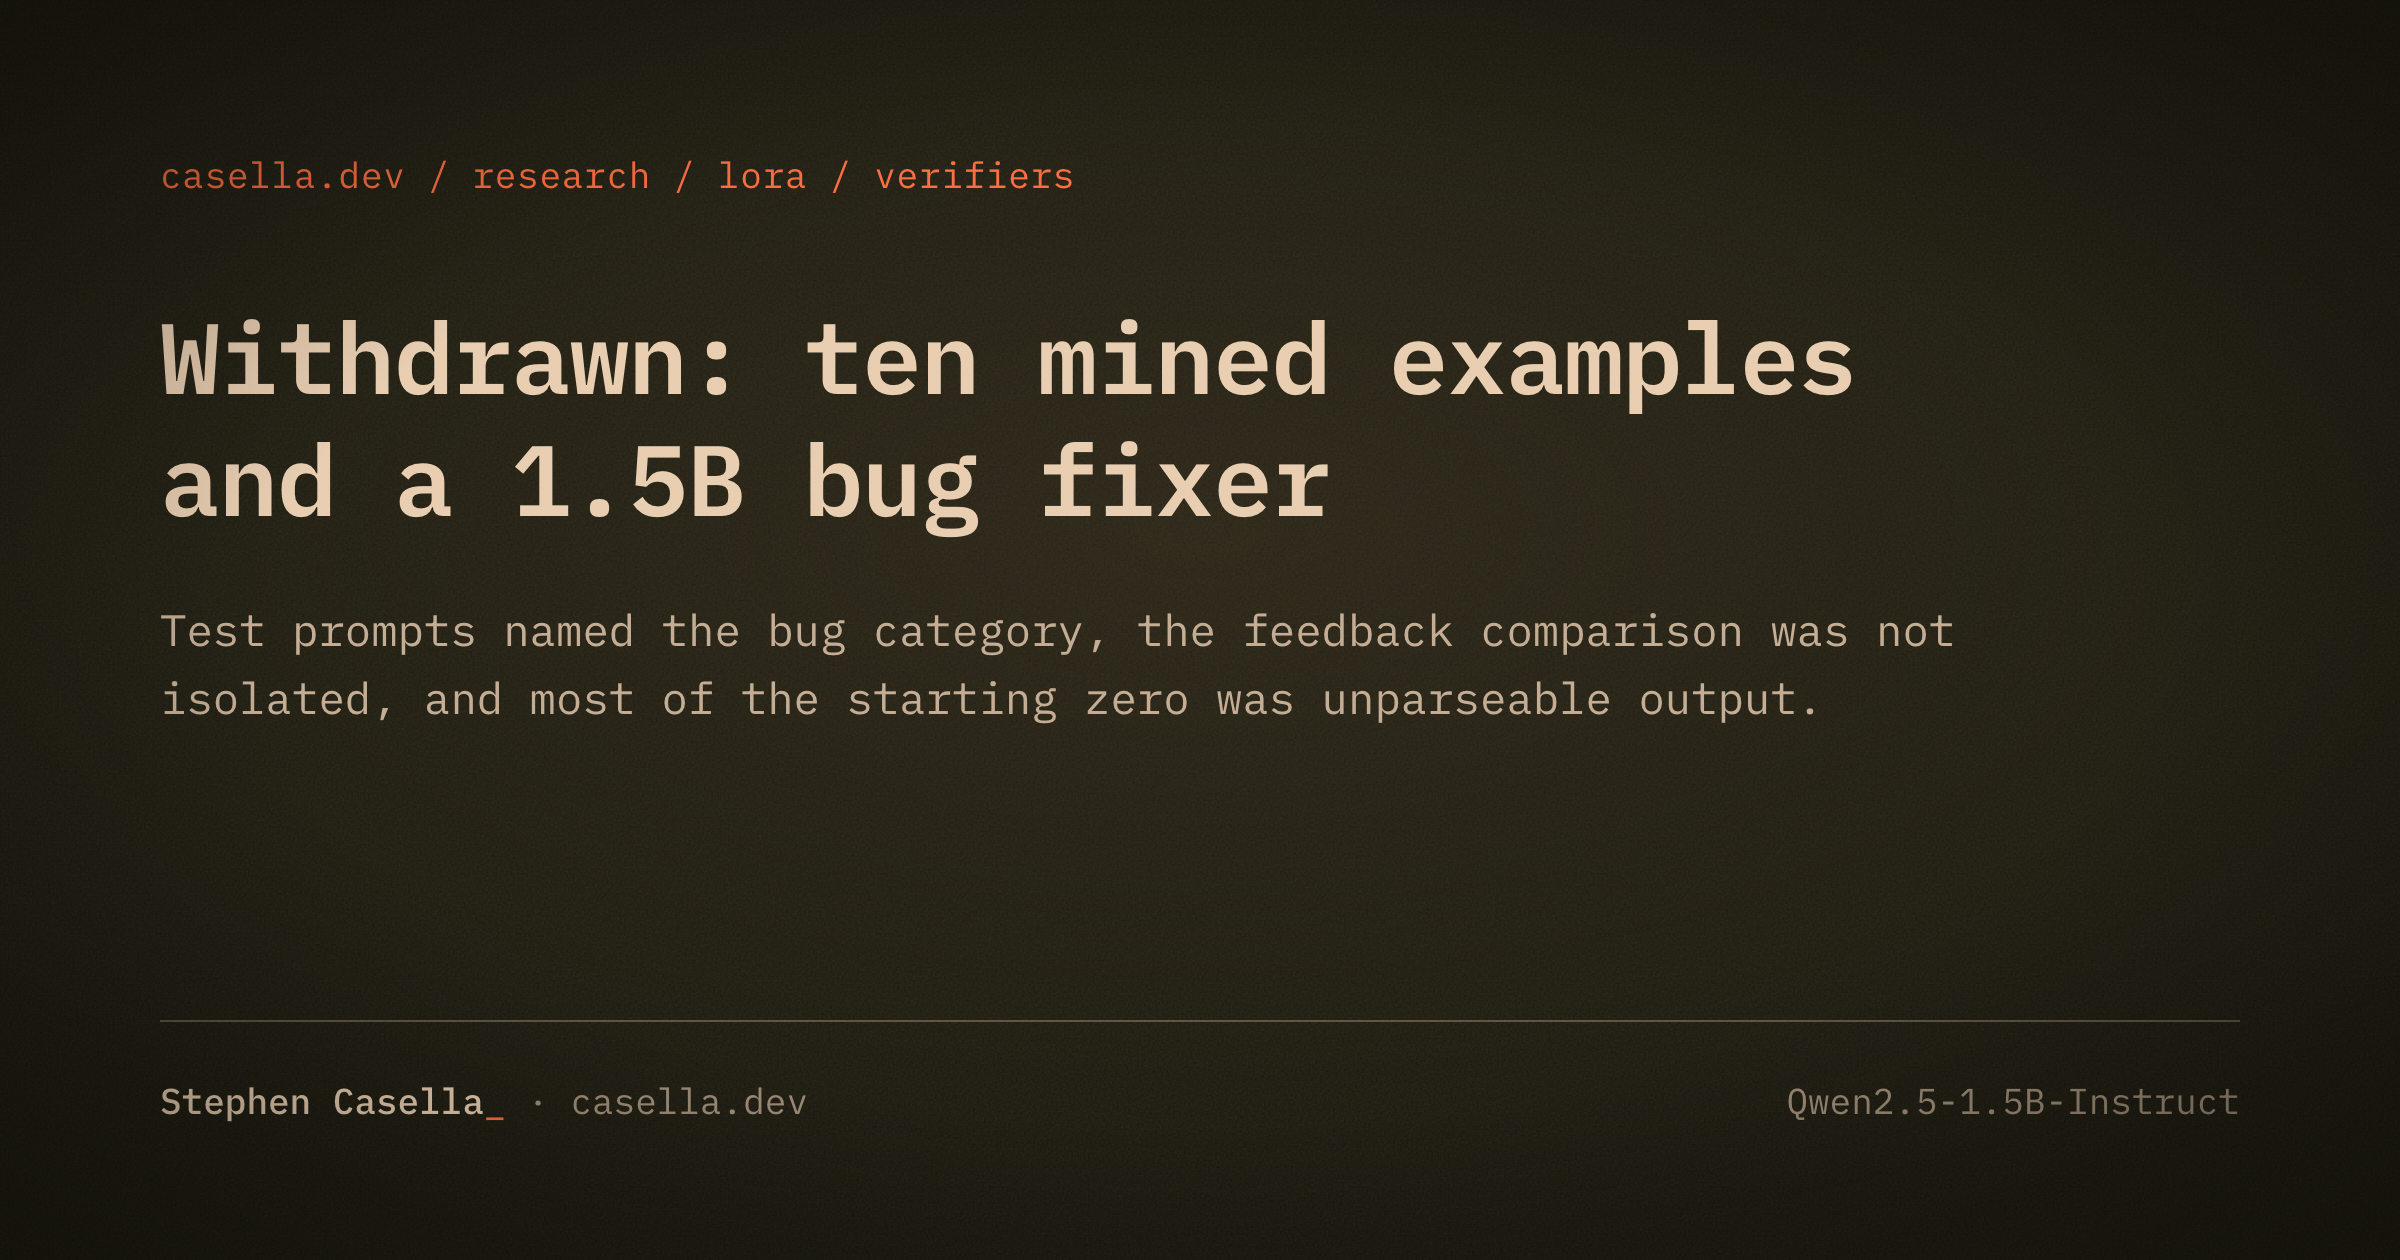 casella.dev / research / lora / verifiers
Withdrawn: ten mined examples
and a 1.5B bug fixer
Test prompts named the bug category, the feedback comparison was not
isolated, and most of the starting zero was unparseable output.
Stephen Casella_ · casella.dev
Qwen2.5-1.5B-Instruct